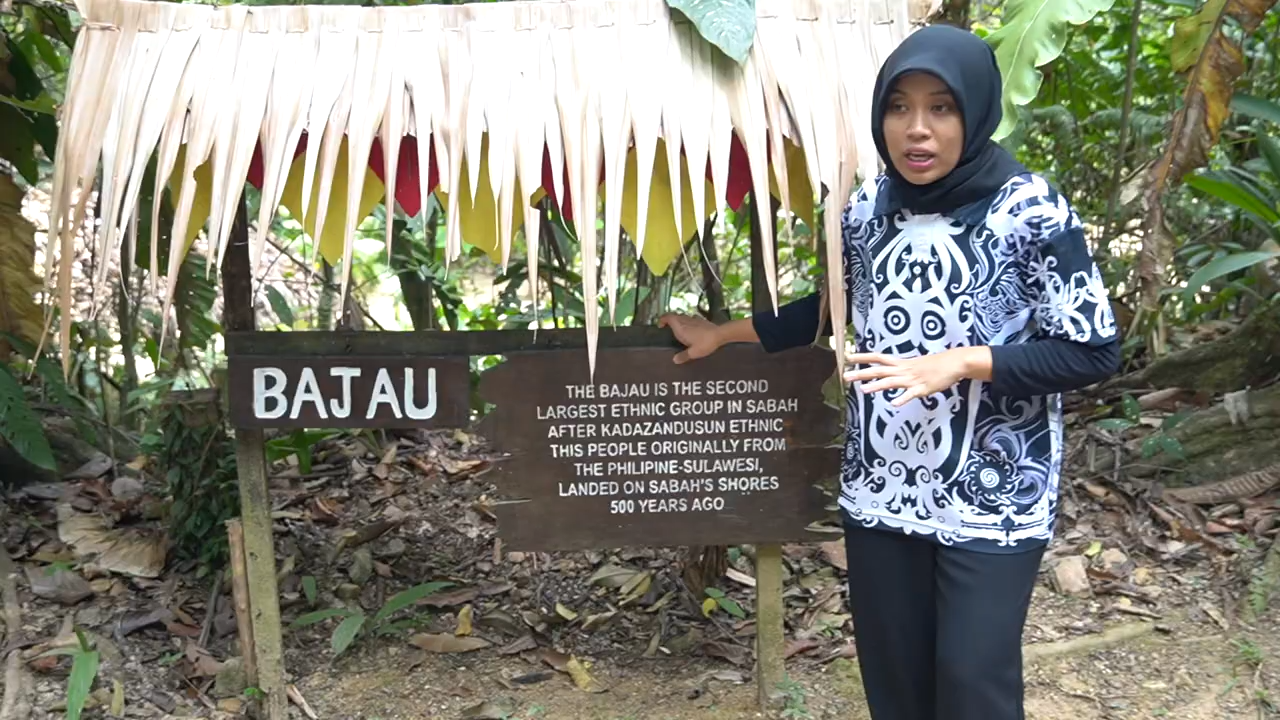 BAJAU
THE BAJAU IS THE SECOND
LARGEST ETHNIC GROUP IN SABAH
AFTER KADAZANDUSUN ETHNIC
THIS PEOPLE ORIGINALLY FROM
THE PHILIPINE-SULAWESI,
LANDED ON SABAH'S SHORES
500 YEARS AGO